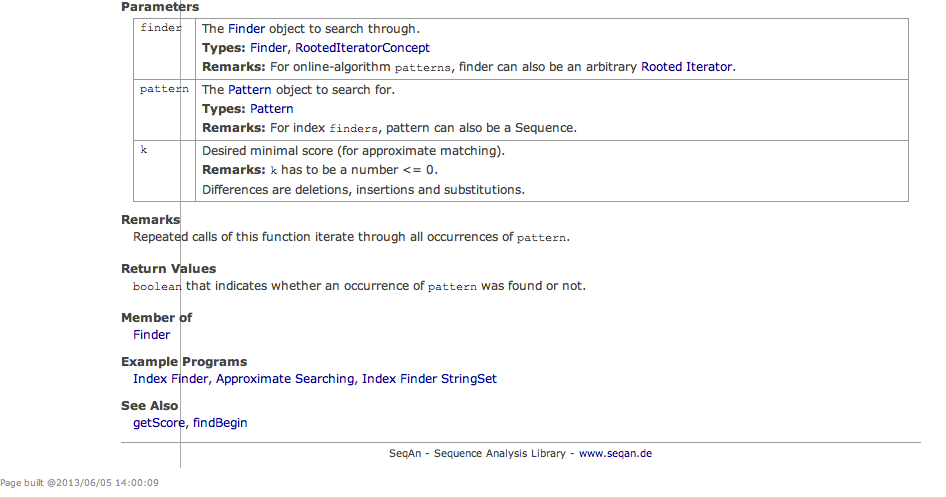 Parameters
finder
The Finder object to search through.
Types: Finder, RootedIteratorConcept
Remarks: For online-algorithm patterns, finder can also be an arbitrary Rooted Iterator.
pattern
The Pattern object to search for.
Types: Pattern
Remarks: For index finders, pattern can also be a Sequence.
k
Desired minimal score (for approximate matching).
Remarks: k has to be a number <= 0.
Differences are deletions, insertions and substitutions.
Remarks
Repeated calls of this function iterate through all occurrences of pattern.
Return Values
boolean that indicates whether an occurrence of pattern was found or not.
Member of
Finder
Example Programs
Index Finder, Approximate Searching, Index Finder StringSet
See Also
getScore, findBegin
SeqAn - Sequence Analysis Library - www.seqan.de
Page built @2013/06/05 14:00:09